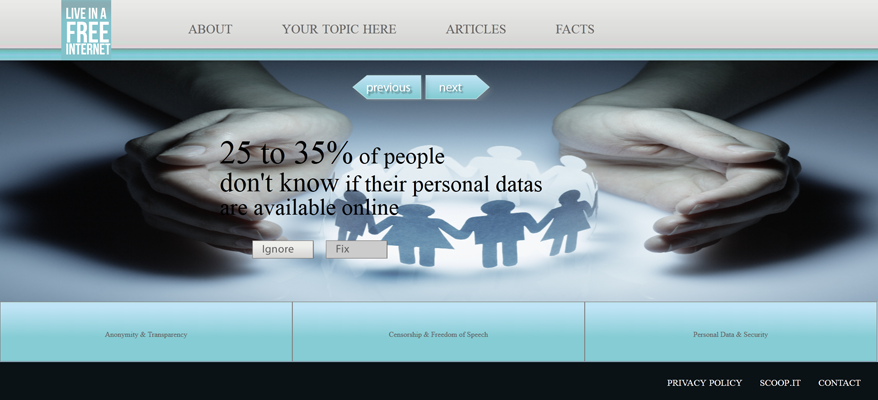 LIVE IN A
FREE
INTERNET
ABOUT
YOUR TOPIC HERE
ARTICLES
FACTS
previous
next
25 to 35% of people
don't know if their personal datas
are available online
Ignore
Fix
Anonymity & Transparency
Censorship & Freedom of Speech
Personal Data & Security
PRIVACY POLICY
SCOOP.IT
CONTACT